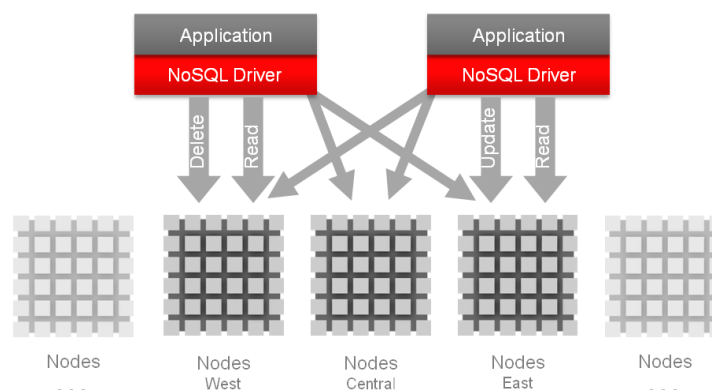 Application
Application
NoSQL Driver
NoSQL Driver
Delete
Read
Update
Read
Nodes
Nodes
Nodes
Nodes
Nodes
...
West
Central
East
...